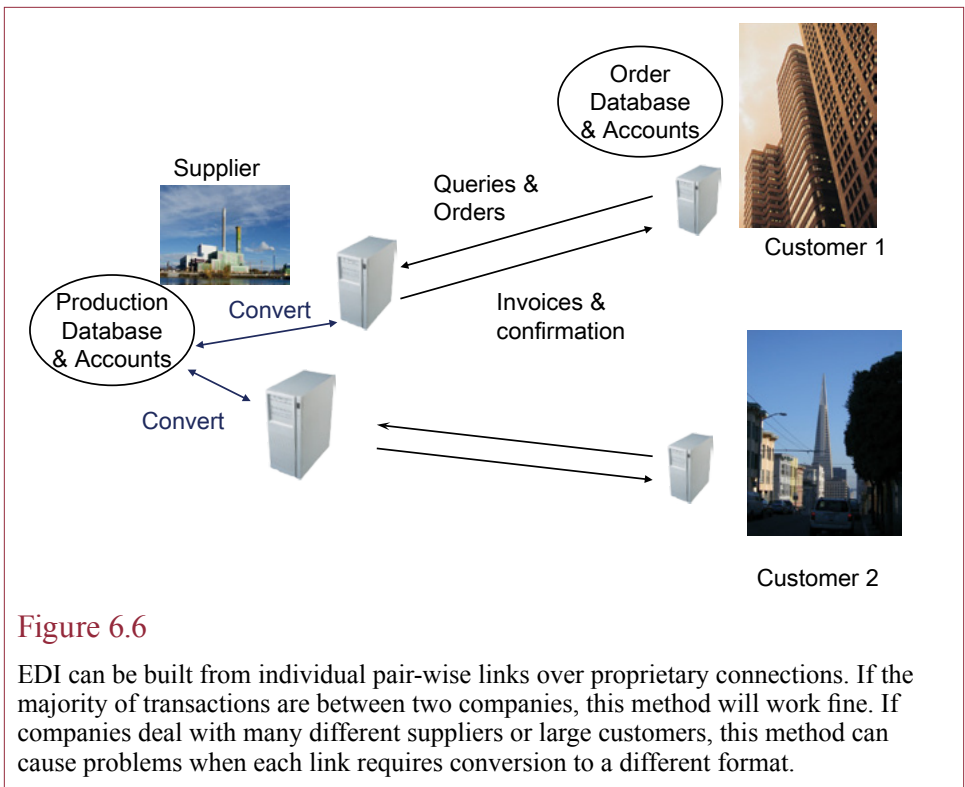 Order
Database
& Accounts
Supplier
Queries &
Orders
Customer 1
Production
Database
& Accounts
Convert
Invoices &
confirmation
Convert
Customer 2
Figure 6.6
EDI can be built from individual pair-wise links over proprietary connections. If the
majority of transactions are between two companies, this method will work fine. If
companies deal with many different suppliers or large customers, this method can
cause problems when each link requires conversion to a different format.